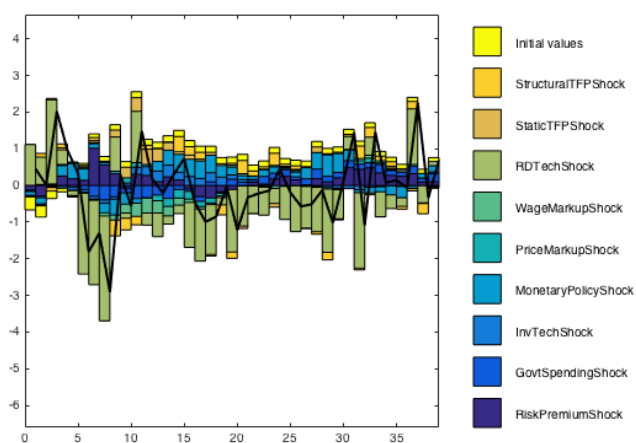 4
3
2
1
0
-1
-2
-3
-4
-5
-6
0 5 10 15 20 25 30 35
Initial values
StructuralTFPShock
StaticTFPShock
RDTechShock
WageMarkupShock
PriceMarkupShock
MonetaryPolicyShock
InvTechShock
GovtSpendingShock
RiskPremiumShock